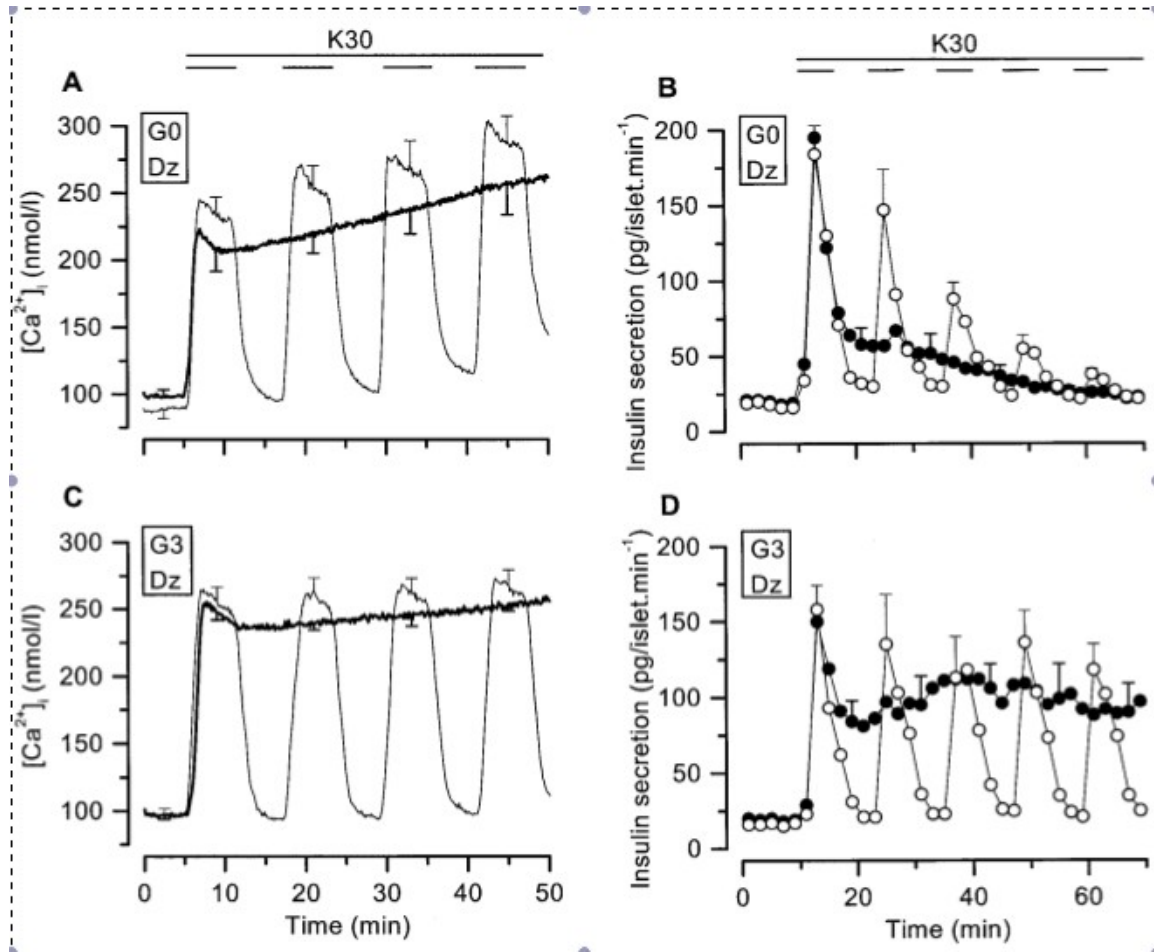 K30
K30
A
G0
Dz
300
250
200
150
100
[Ca²⁺]ᵢ (nmol/l)
B
G0
Dz
200
150
100
50
0
Insulin secretion (pg/islet.min⁻¹)
C
G3
Dz
300
250
200
150
100
[Ca²⁺]ᵢ (nmol/l)
0 10 20 30 40 50
Time (min)
D
G3
Dz
200
150
100
50
0
Insulin secretion (pg/islet.min⁻¹)
0 20 40 60
Time (min)